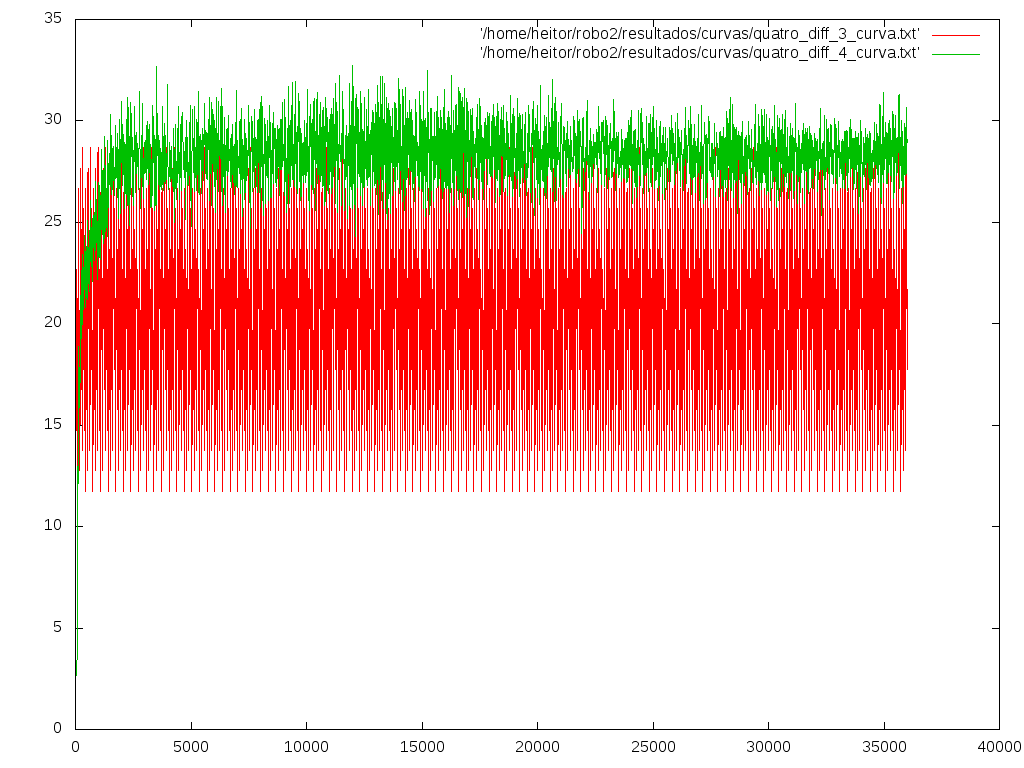 '/home/heitor/robo2/resultados/curvas/quatro_diff_3_curva.txt'
'/home/heitor/robo2/resultados/curvas/quatro_diff_4_curva.txt'
35
30
25
20
15
10
5
0
0 5000 10000 15000 20000 25000 30000 35000 40000